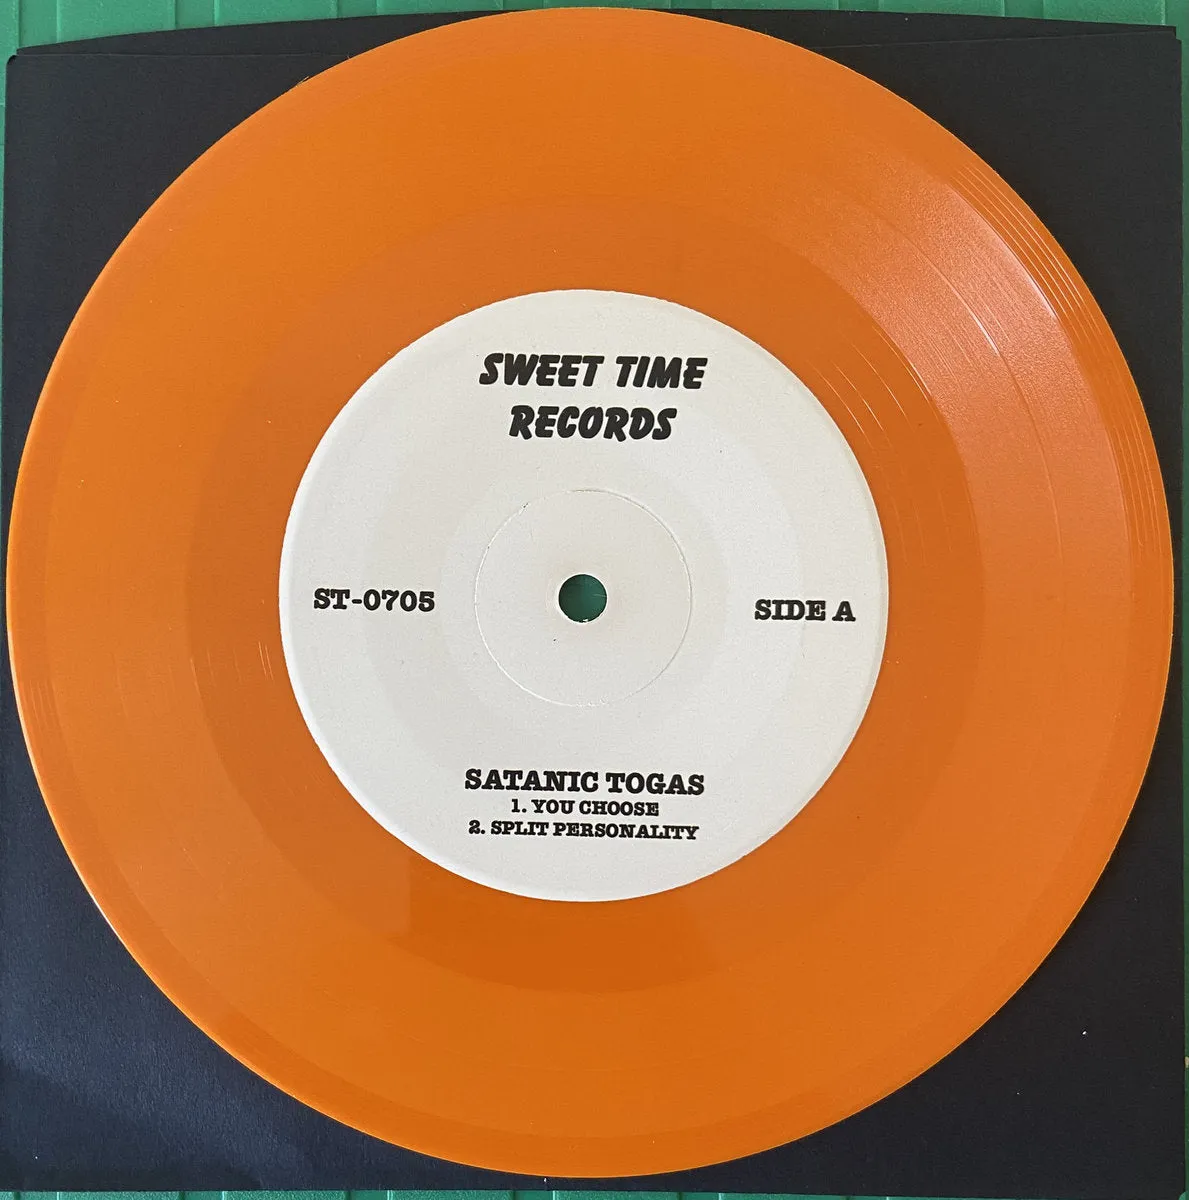 SWEET TIME
RECORDS
ST-0705
SIDE A
SATANIC TOGAS
1. YOU CHOOSE
2. SPLIT PERSONALITY